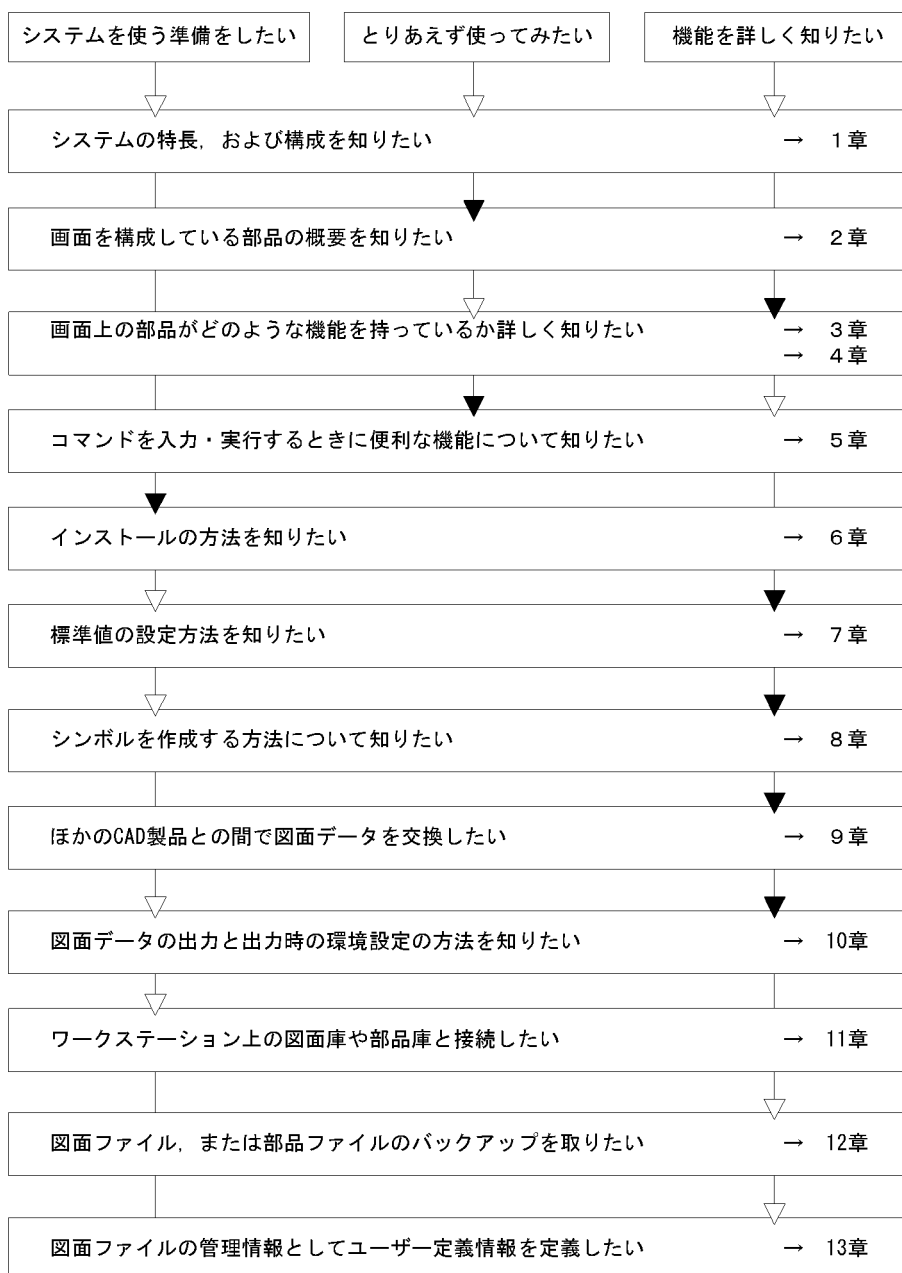 システムを使う準備をしたい
とりあえず使ってみたい
機能を詳しく知りたい
システムの特長，および構成を知りたい → 1章
画面を構成している部品の概要を知りたい → 2章
画面上の部品がどのような機能を持っているか詳しく知りたい → 3章
→ 4章
コマンドを入力・実行するときに便利な機能について知りたい → 5章
インストールの方法を知りたい → 6章
標準値の設定方法を知りたい → 7章
シンボルを作成する方法について知りたい → 8章
ほかのCAD製品との間で図面データを交換したい → 9章
図面データの出力と出力時の環境設定の方法を知りたい → 10章
ワークステーション上の図面庫や部品庫と接続したい → 11章
図面ファイル，または部品ファイルのバックアップを取りたい → 12章
図面ファイルの管理情報としてユーザー定義情報を定義したい → 13章